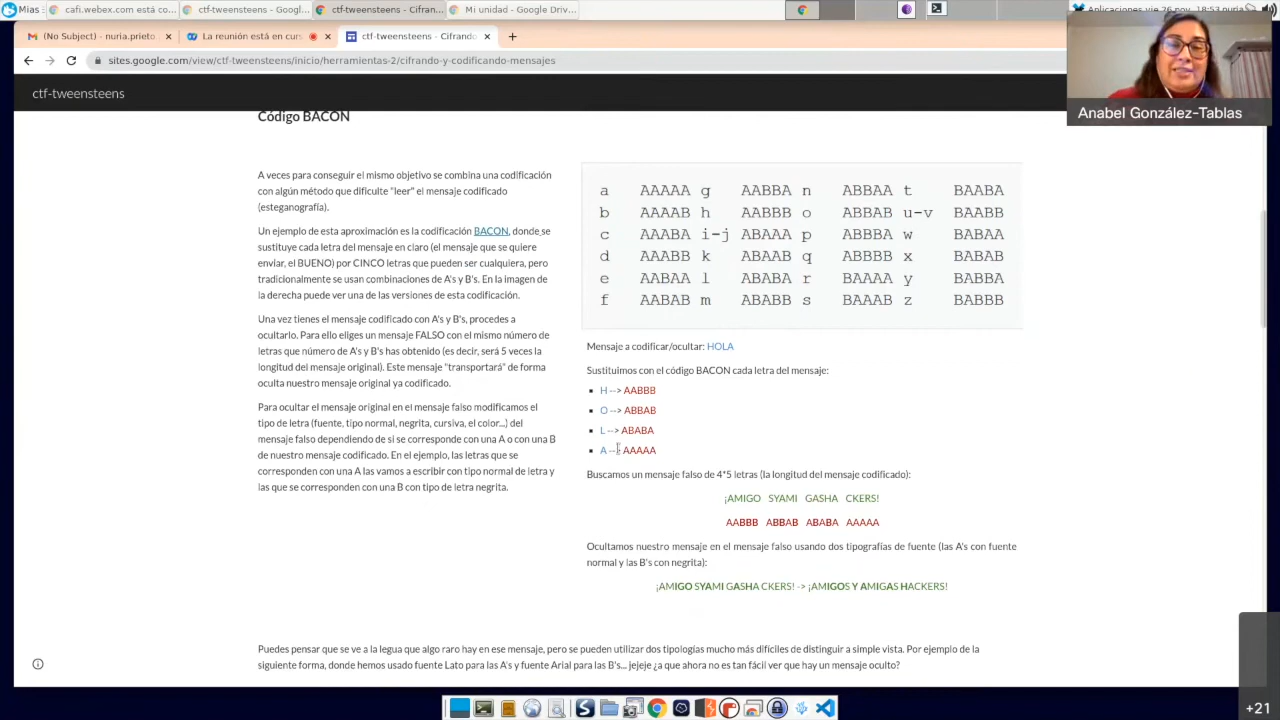 Mias
cafi.webex.com está co...
ctf-tweensteens - Googl...
ctf-tweensteens - Cifran...
Mi unidad - Google Driv...
Aplicaciones vie 26 nov, 18:53 nuria
(No Subject) - nuria.prieto
La reunión está en curs
ctf-tweensteens - Cifrando
sites.google.com/view/ctf-tweensteens/inicio/herramientas-2/cifrando-y-codificando-mensajes
Anabel González-Tablas
ctf-tweensteens
Código BACON
A veces para conseguir el mismo objetivo se combina una codificación
con algún método que dificulte "leer" el mensaje codificado
(esteganografía).
Un ejemplo de esta aproximación es la codificación BACON, donde se
sustituye cada letra del mensaje en claro (el mensaje que se quiere
enviar, el BUENO) por CINCO letras que pueden ser cualquiera, pero
tradicionalmente se usan combinaciones de A's y B's. En la imagen de
la derecha puede ver una de las versiones de esta codificación.
Una vez tienes el mensaje codificado con A's y B's, procedes a
ocultarlo. Para ello eliges un mensaje FALSO con el mismo número de
letras que número de A's y B's has obtenido (es decir, será 5 veces la
longitud del mensaje original). Este mensaje "transportará" de forma
oculta nuestro mensaje original ya codificado.
Para ocultar el mensaje original en el mensaje falso modificamos el
tipo de letra (fuente, tipo normal, negrita, cursiva, el color...) del
mensaje falso dependiendo de si se corresponde con una A o con una B
de nuestro mensaje codificado. En el ejemplo, las letras que se
corresponden con una A las vamos a escribir con tipo normal de letra y
las que se corresponden con una B con tipo de letra negrita.
a AAAAA g AABBA n ABBAA t BAABA
b AAAAB h AABBB o ABBAB u-v BAABB
c AAABA i-j ABAAA p ABBBA w BABAA
d AAABB k ABAAB q ABBBB x BABAB
e AABAA l ABABA r BAAAA y BABBA
f AABAB m ABABB s BAAAB z BABBB
Mensaje a codificar/ocultar: HOLA
Sustituimos con el código BACON cada letra del mensaje:
H --> AABBB
O --> ABBAB
L --> ABABA
A --> AAAAA
Buscamos un mensaje falso de 4*5 letras (la longitud del mensaje codificado):
¡AMIGO SYAMI GASHA CKERS!
AABBB ABBAB ABABA AAAAA
Ocultamos nuestro mensaje en el mensaje falso usando dos tipografías de fuente (las A's con fuente
normal y las B's con negrita):
¡AMIGO SYAMI GASHA CKERS! -> ¡AMIGOS Y AMIGAS HACKERS!
Puedes pensar que se ve a la legua que algo raro hay en ese mensaje, pero se pueden utilizar dos tipologías mucho más difíciles de distinguir a simple vista. Por ejemplo de la
siguiente forma, donde hemos usado fuente Lato para las A's y fuente Arial para las B's... jejeje ¿a que ahora no es tan fácil ver que hay un mensaje oculto?
+21